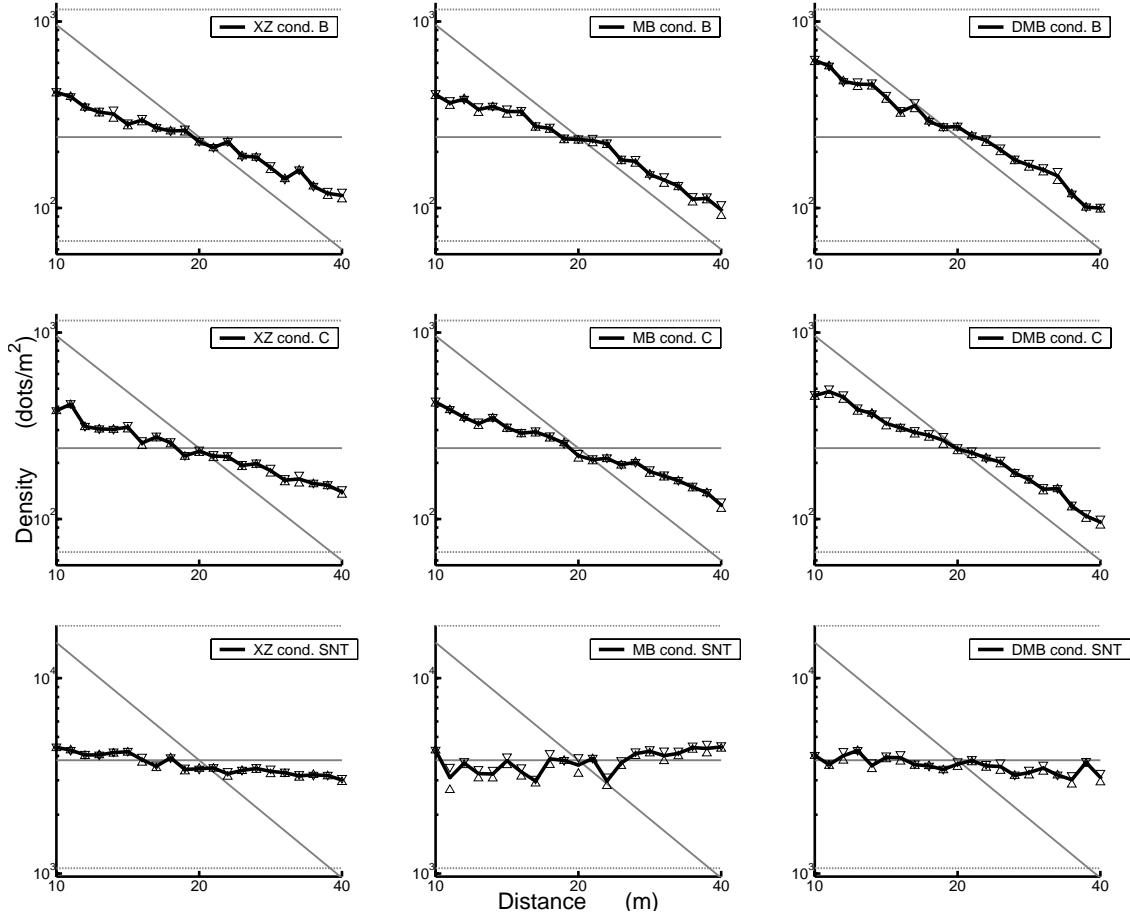 10³
10²
XZ cond. B
10 20 40
10³
10²
MB cond. B
10 20 40
10³
10²
DMB cond. B
10 20 40
Density (dots/m²)
10³
10²
XZ cond. C
10 20 40
10³
10²
MB cond. C
10 20 40
10³
10²
DMB cond. C
10 20 40
10⁴
10³
XZ cond. SNT
10 20 40
10⁴
10³
MB cond. SNT
10 20 40
10⁴
10³
DMB cond. SNT
10 20 40
Distance (m)